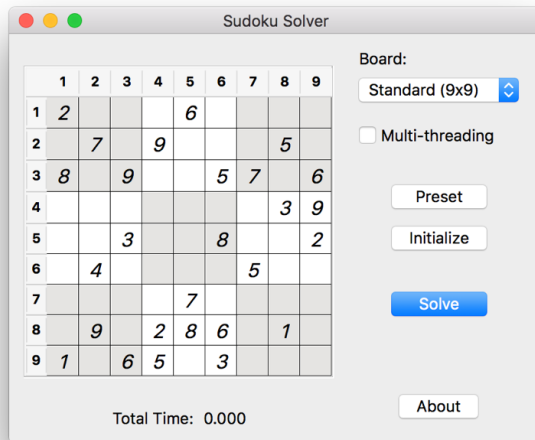 Sudoku Solver
Board:
1 2 3 4 5 6 7 8 9
Standard (9x9)
1 2 6
2 7 9 5
Multi-threading
3 8 9 5 7 6
4 3 9
Preset
5 3 8 2
Initialize
6 4 5
7 7
Solve
8 9 2 8 6 1
9 1 6 5 3
About
Total Time: 0.000